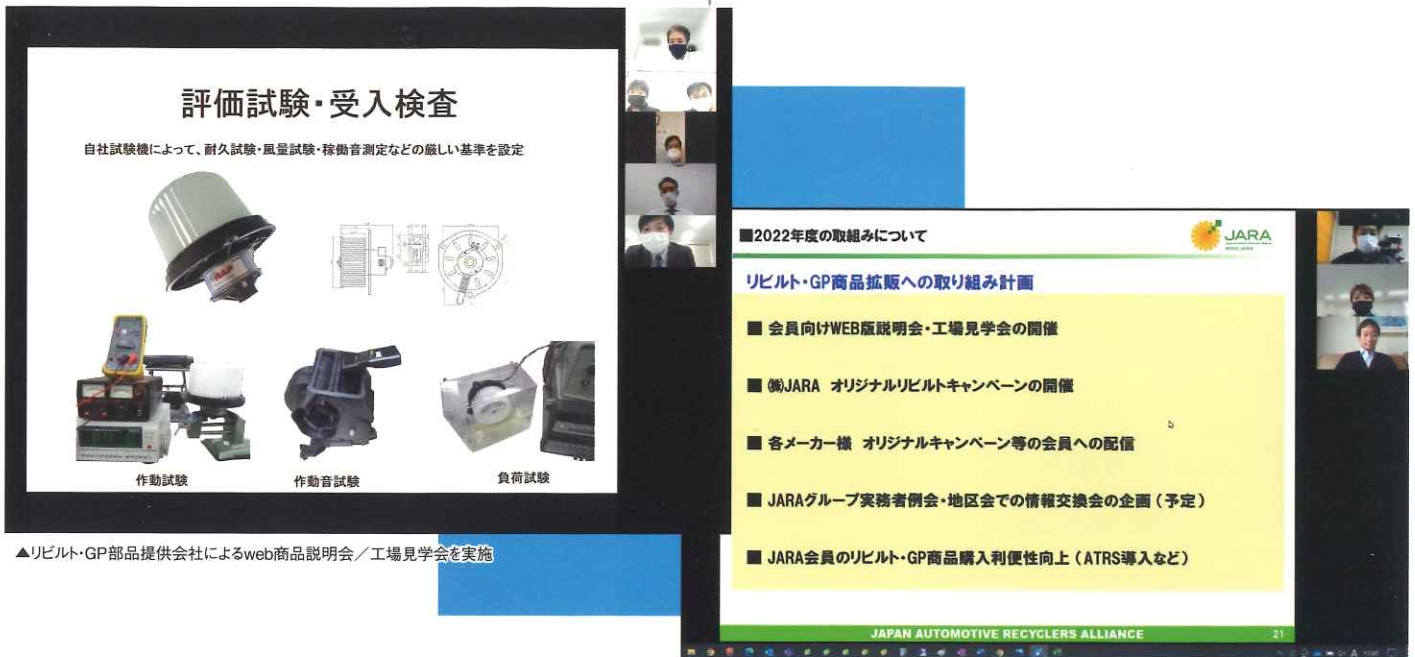 評価試験・受入検査
自社試験機によって、耐久試験・風量試験・稼働音測定などの厳しい基準を設定
作動試験
作動音試験
負荷試験
▲リビルト・GP部品提供会社によるweb商品説明会／工場見学会を実施
■2022年度の取組みについて
JARA
リビルト・GP商品拡販への取り組み計画
■ 会員向けWEB版説明会・工場見学会の開催
■ ㈱JARA オリジナルリビルトキャンペーンの開催
■ 各メーカー様 オリジナルキャンペーン等の会員への配信
■ JARAグループ実務者例会・地区会での情報交換会の企画（予定）
■ JARA会員のリビルト・GP商品購入利便性向上（ATRS導入など）
JAPAN AUTOMOTIVE RECYCLERS ALLIANCE
21